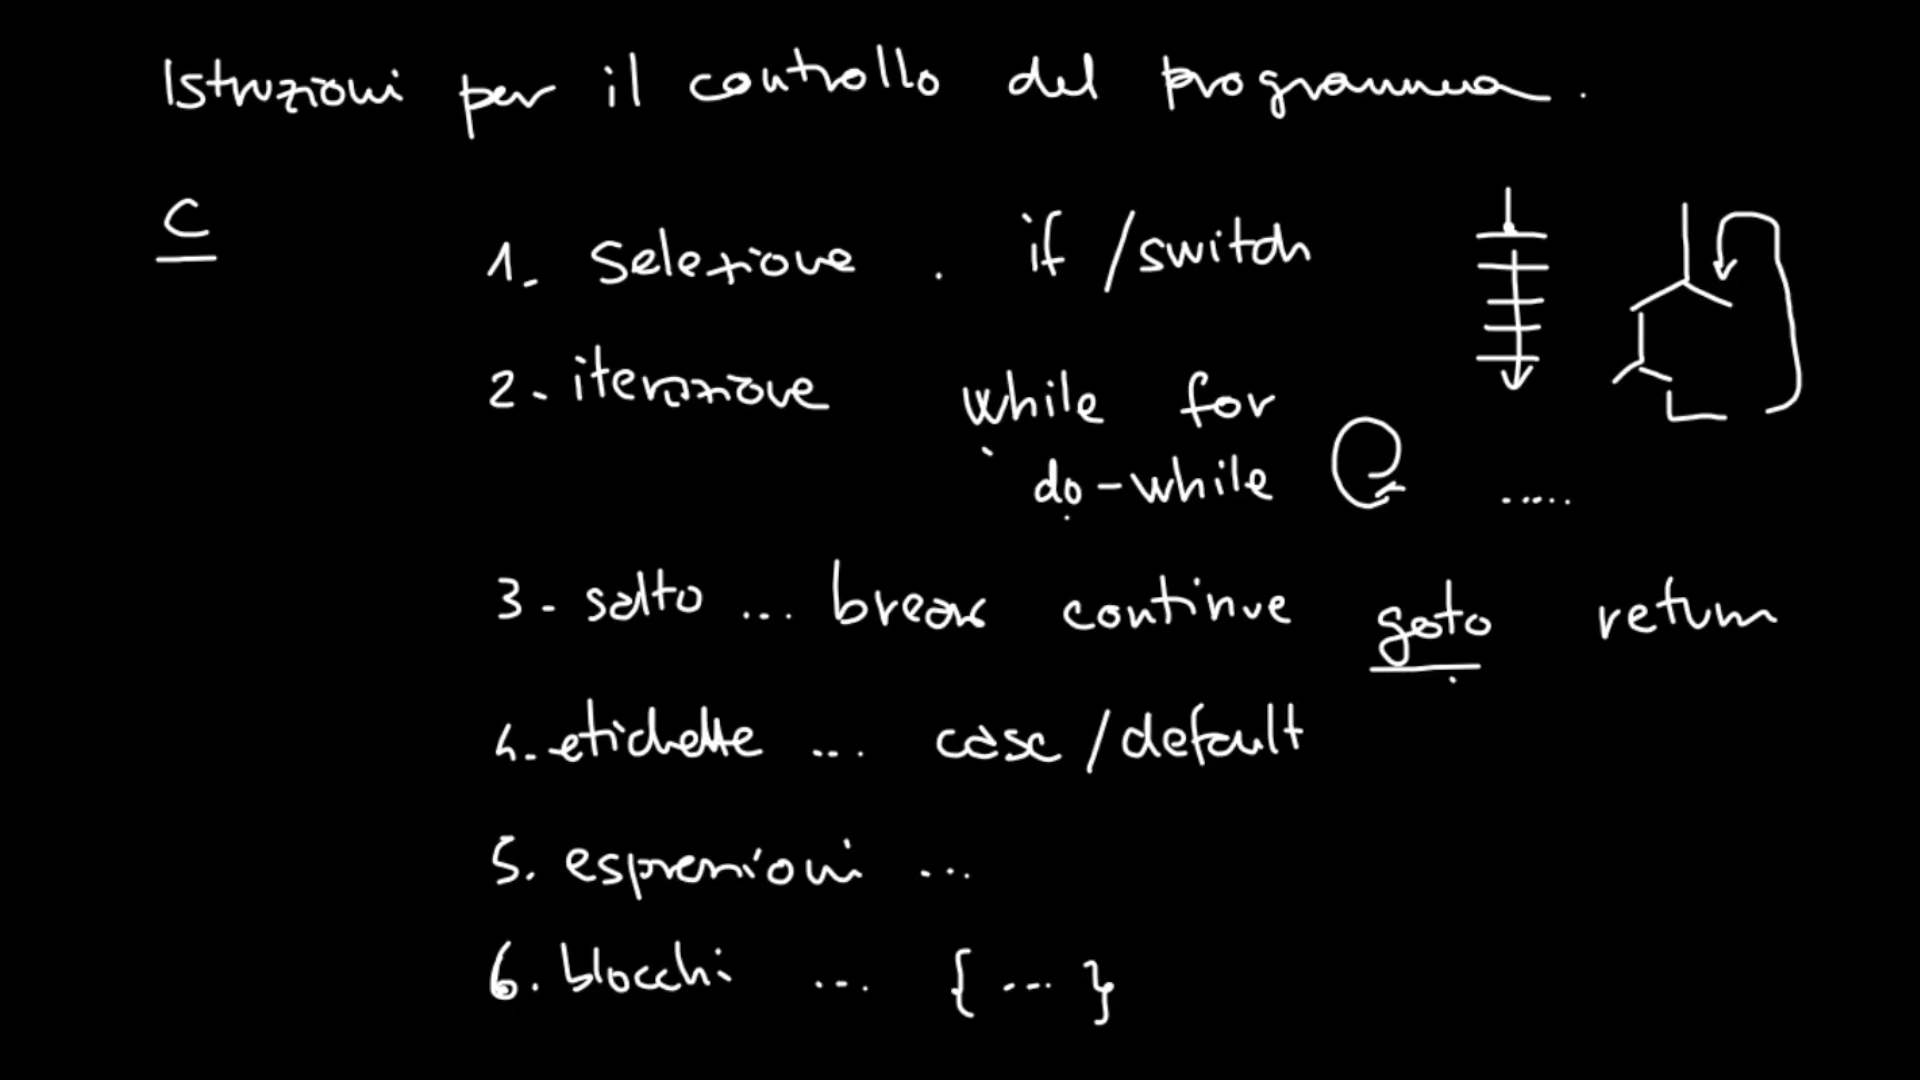 Istruzioni per il controllo del programma.
C
1. Selezione . if / switch
2. iterazione while for
do-while .....
3. salto ... break continue goto return
4. etichette ... case / default
5. espressioni ...
6. blocchi ... { ... }